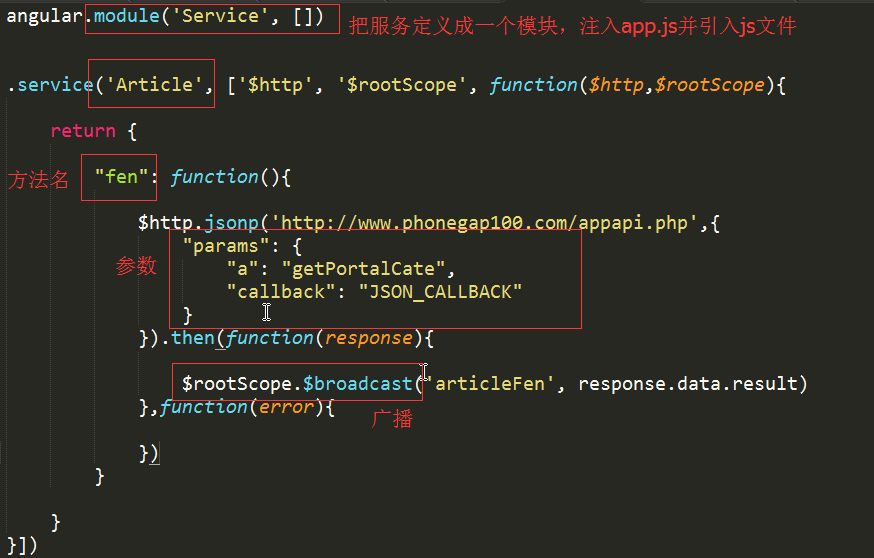 angular.module('Service', []) 把服务定义成一个模块，注入app.js并引入js文件
.service('Article', ['$http', '$rootScope', function($http,$rootScope){
return {
方法名 "fen": function(){
$http.jsonp('http://www.phonegap100.com/appapi.php',{
"params": {
参数 "a": "getPortalCate",
"callback": "JSON_CALLBACK"
}
}).then(function(response){
$rootScope.$broadcast('articleFen', response.data.result)
},function(error){
广播
})
}
}
}])